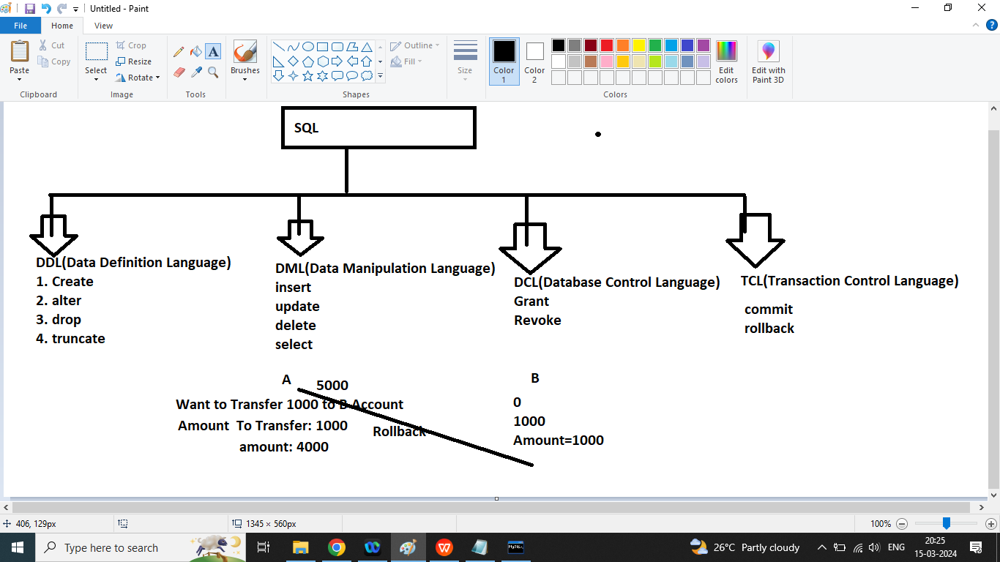 Untitled - Paint
File
Home
View
Paste
Cut
Copy
Clipboard
Select
Crop
Resize
Rotate
Image
A
Tools
Brushes
Outline
Fill
Shapes
Size
Color 1
Color 2
Edit colors
Colors
Edit with Paint 3D
SQL
DDL(Data Definition Language)
1. Create
2. alter
3. drop
4. truncate
DML(Data Manipulation Language)
insert
update
delete
select
DCL(Database Control Language)
Grant
Revoke
TCL(Transaction Control Language)
commit
rollback
A
5000
Want to Transfer 1000 to B Account
Amount To Transfer: 1000
amount: 4000
Rollback
B
0
1000
Amount=1000
406, 129px
1345 × 560px
100%
Type here to search
W
MySQL
26°C Partly cloudy
ENG
20:25
15-03-2024